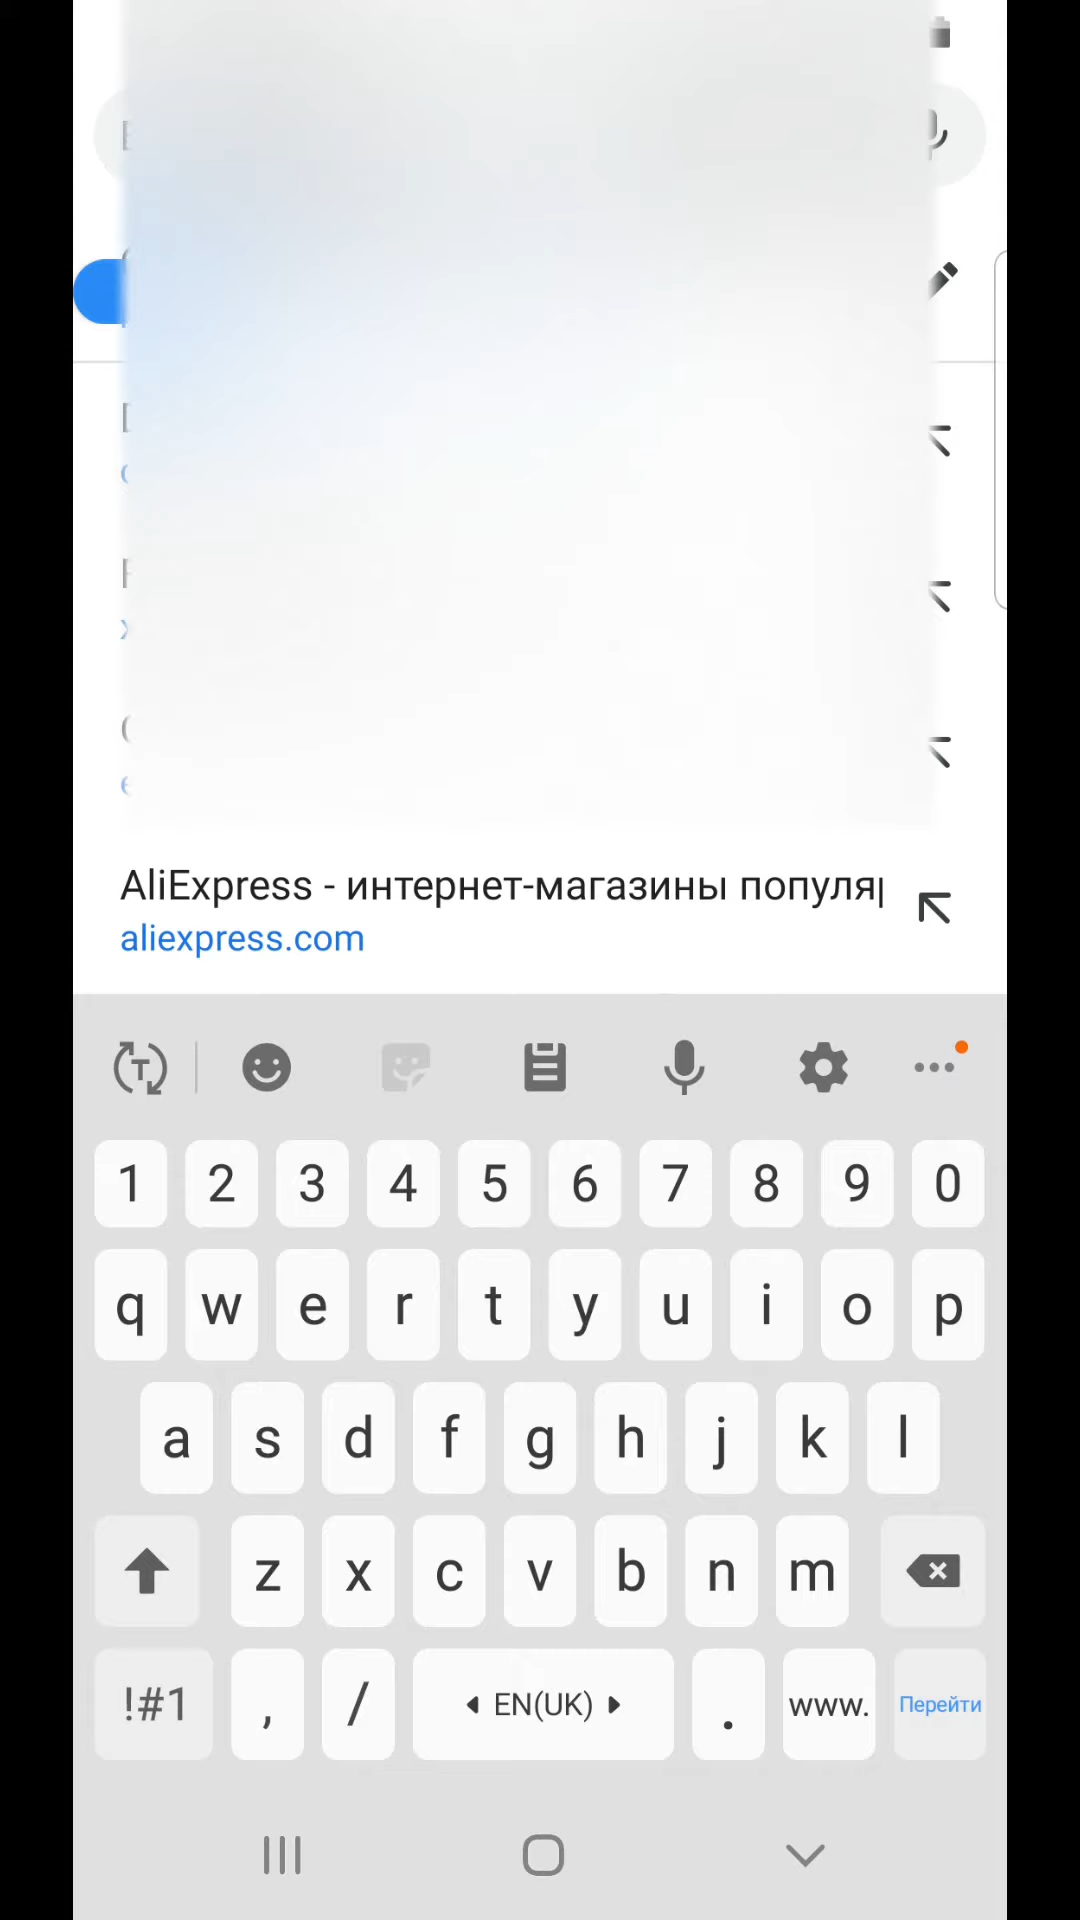 AliExpress - интернет-магазины популя
aliexpress.com
1 2 3 4 5 6 7 8 9 0
q w e r t y u i o p
a s d f g h j k l
z x c v b n m
!#1 , / EN(UK) . www. Перейти